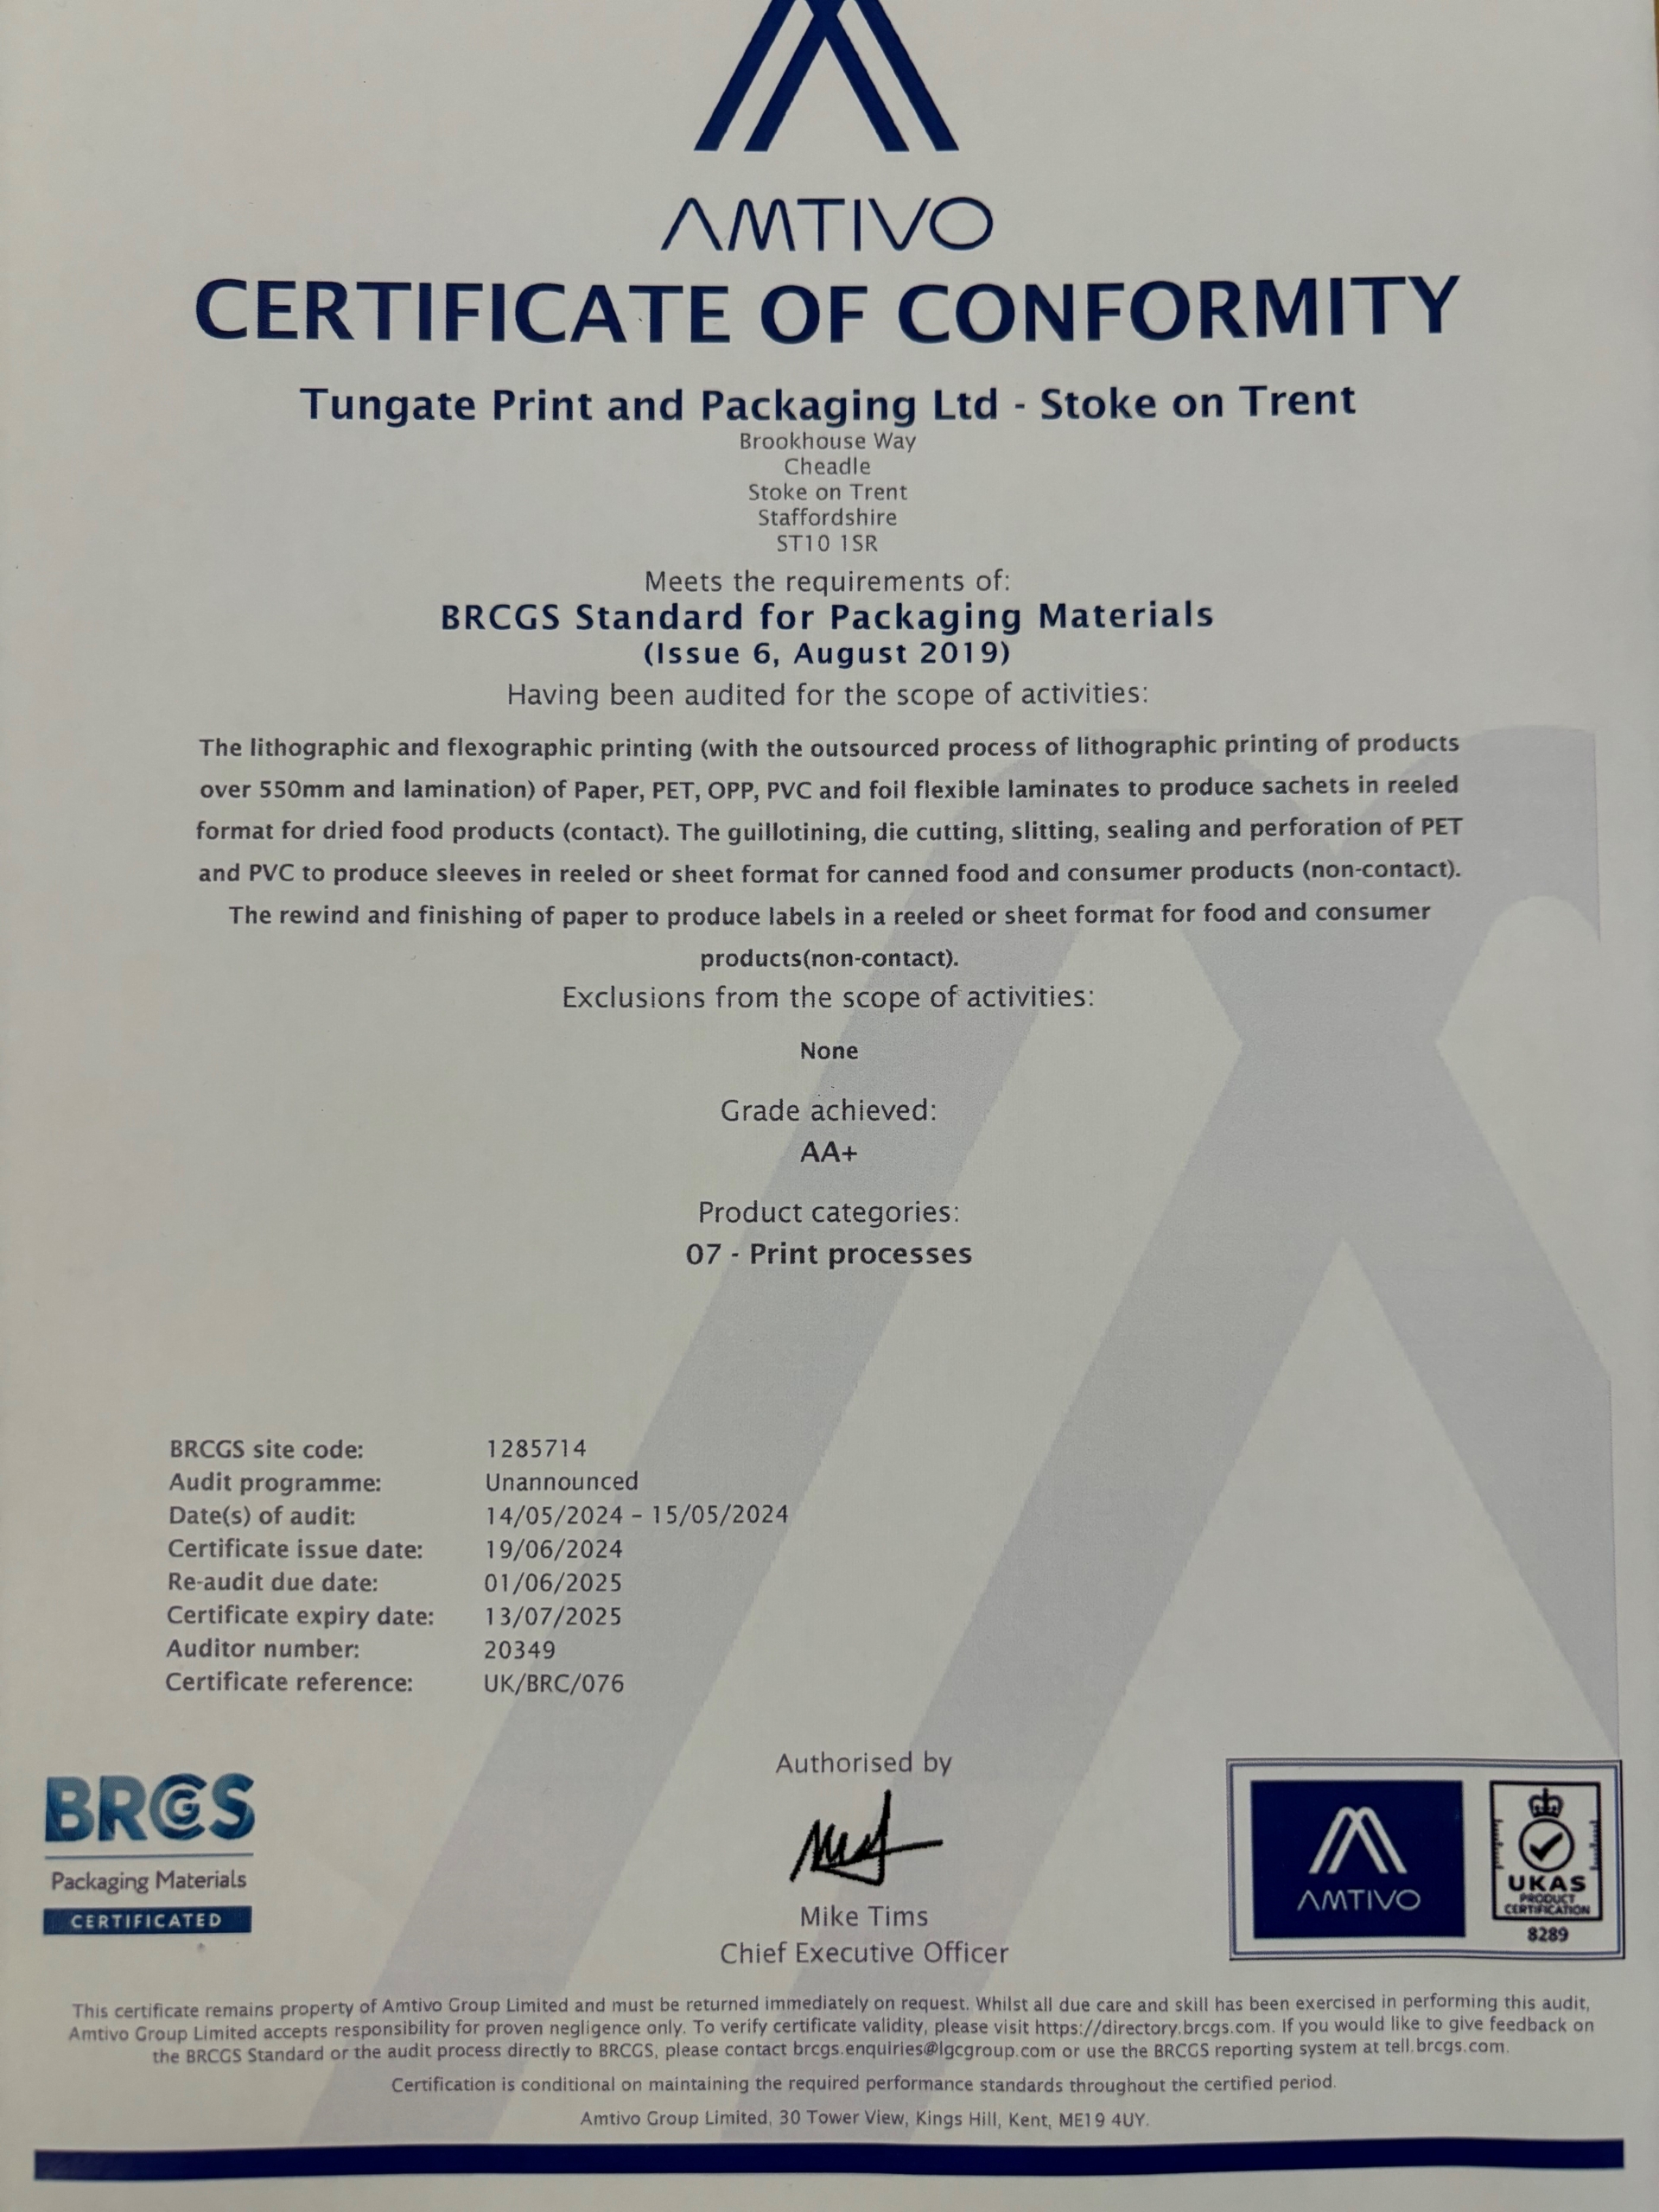 AMTIVO
CERTIFICATE OF CONFORMITY
Tungate Print and Packaging Ltd - Stoke on Trent
Brookhouse Way
Cheadle
Stoke on Trent
Staffordshire
ST10 1SR
Meets the requirements of:
BRCGS Standard for Packaging Materials
(Issue 6, August 2019)
Having been audited for the scope of activities:
The lithographic and flexographic printing (with the outsourced process of lithographic printing of products
over 550mm and lamination) of Paper, PET, OPP, PVC and foil flexible laminates to produce sachets in reeled
format for dried food products (contact). The guillotining, die cutting, slitting, sealing and perforation of PET
and PVC to produce sleeves in reeled or sheet format for canned food and consumer products (non-contact).
The rewind and finishing of paper to produce labels in a reeled or sheet format for food and consumer
products(non-contact).
Exclusions from the scope of activities:
None
Grade achieved:
AA+
Product categories:
07 - Print processes
BRCGS site code: 1285714
Audit programme: Unannounced
Date(s) of audit: 14/05/2024 – 15/05/2024
Certificate issue date: 19/06/2024
Re-audit due date: 01/06/2025
Certificate expiry date: 13/07/2025
Auditor number: 20349
Certificate reference: UK/BRC/076
BRCGS
Packaging Materials
CERTIFICATED
Authorised by
Mike Tims
Chief Executive Officer
AMTIVO
UKAS
PRODUCT
CERTIFICATION
8289
This certificate remains property of Amtivo Group Limited and must be returned immediately on request. Whilst all due care and skill has been exercised in performing this audit,
Amtivo Group Limited accepts responsibility for proven negligence only. To verify certificate validity, please visit https://directory.brcgs.com. If you would like to give feedback on
the BRCGS Standard or the audit process directly to BRCGS, please contact brcgs.enquiries@lgcgroup.com or use the BRCGS reporting system at tell.brcgs.com.
Certification is conditional on maintaining the required performance standards throughout the certified period.
Amtivo Group Limited, 30 Tower View, Kings Hill, Kent, ME19 4UY.